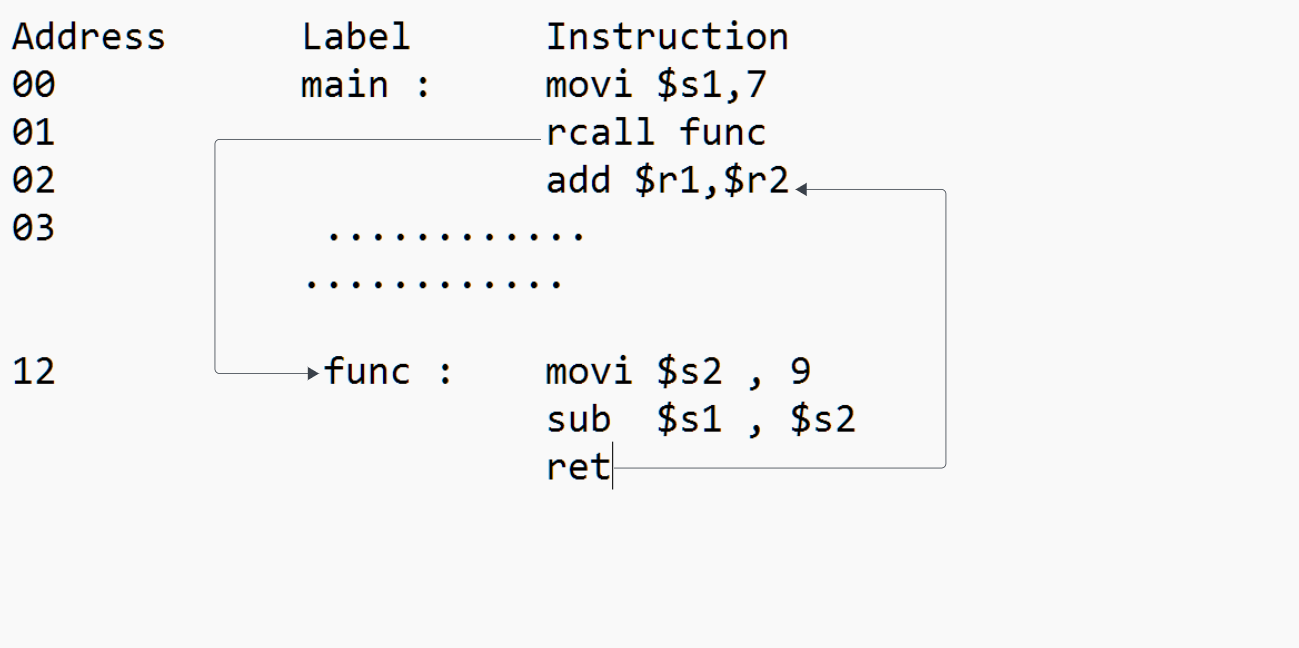 Address Label Instruction
00 main : movi $s1,7
01 rcall func
02 add $r1,$r2
03 ............
............
12 func : movi $s2 , 9
sub $s1 , $s2
ret